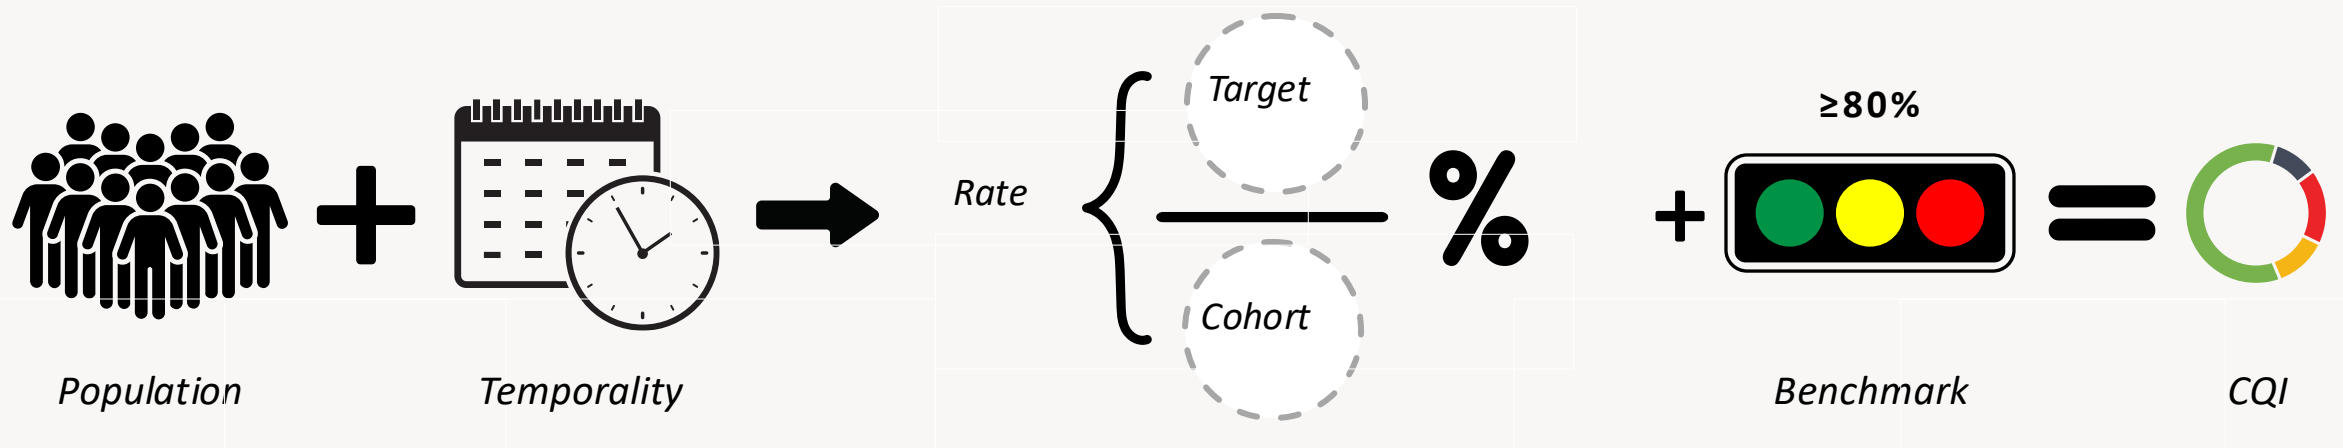 Population
Temporality
Rate
Target
Cohort
%
≥80%
Benchmark
CQI